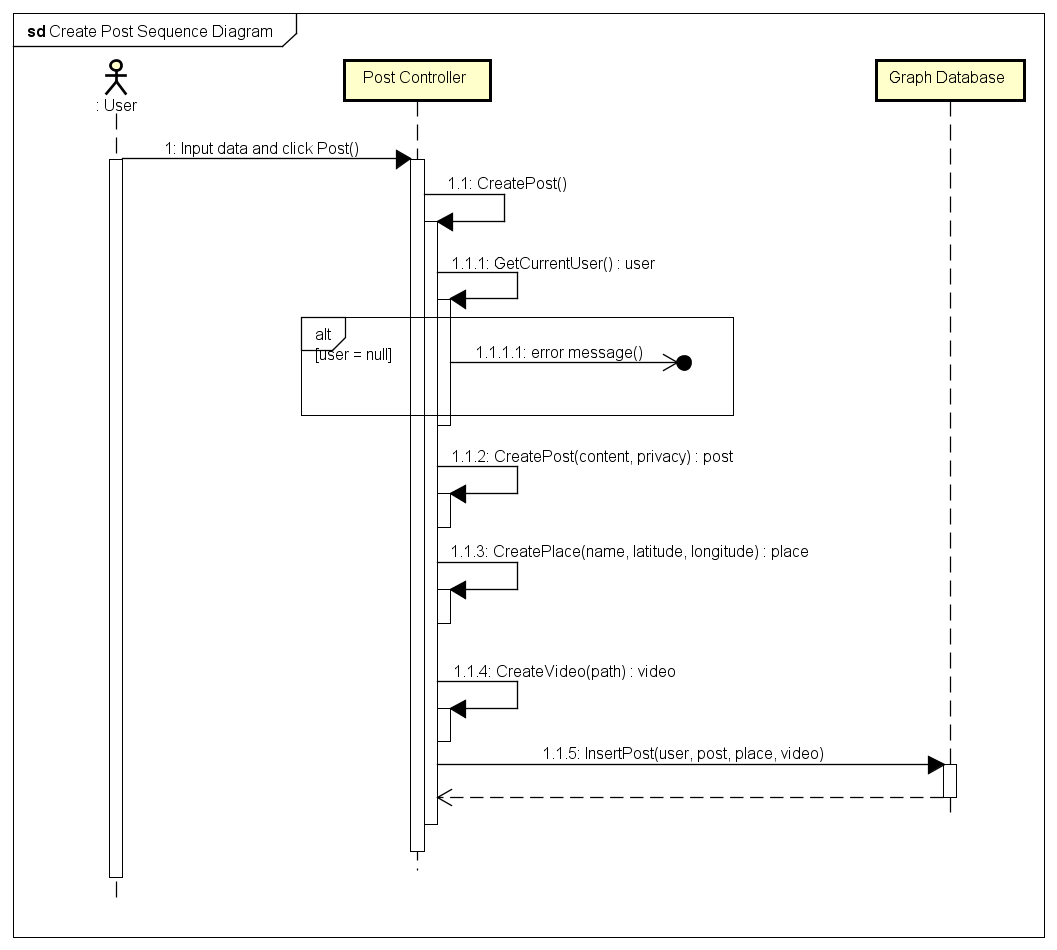 sd Create Post Sequence Diagram
: User
Post Controller
Graph Database
1: Input data and click Post()
1.1: CreatePost()
1.1.1: GetCurrentUser() : user
alt
[user = null]
1.1.1.1: error message()
1.1.2: CreatePost(content, privacy) : post
1.1.3: CreatePlace(name, latitude, longitude) : place
1.1.4: CreateVideo(path) : video
1.1.5: InsertPost(user, post, place, video)